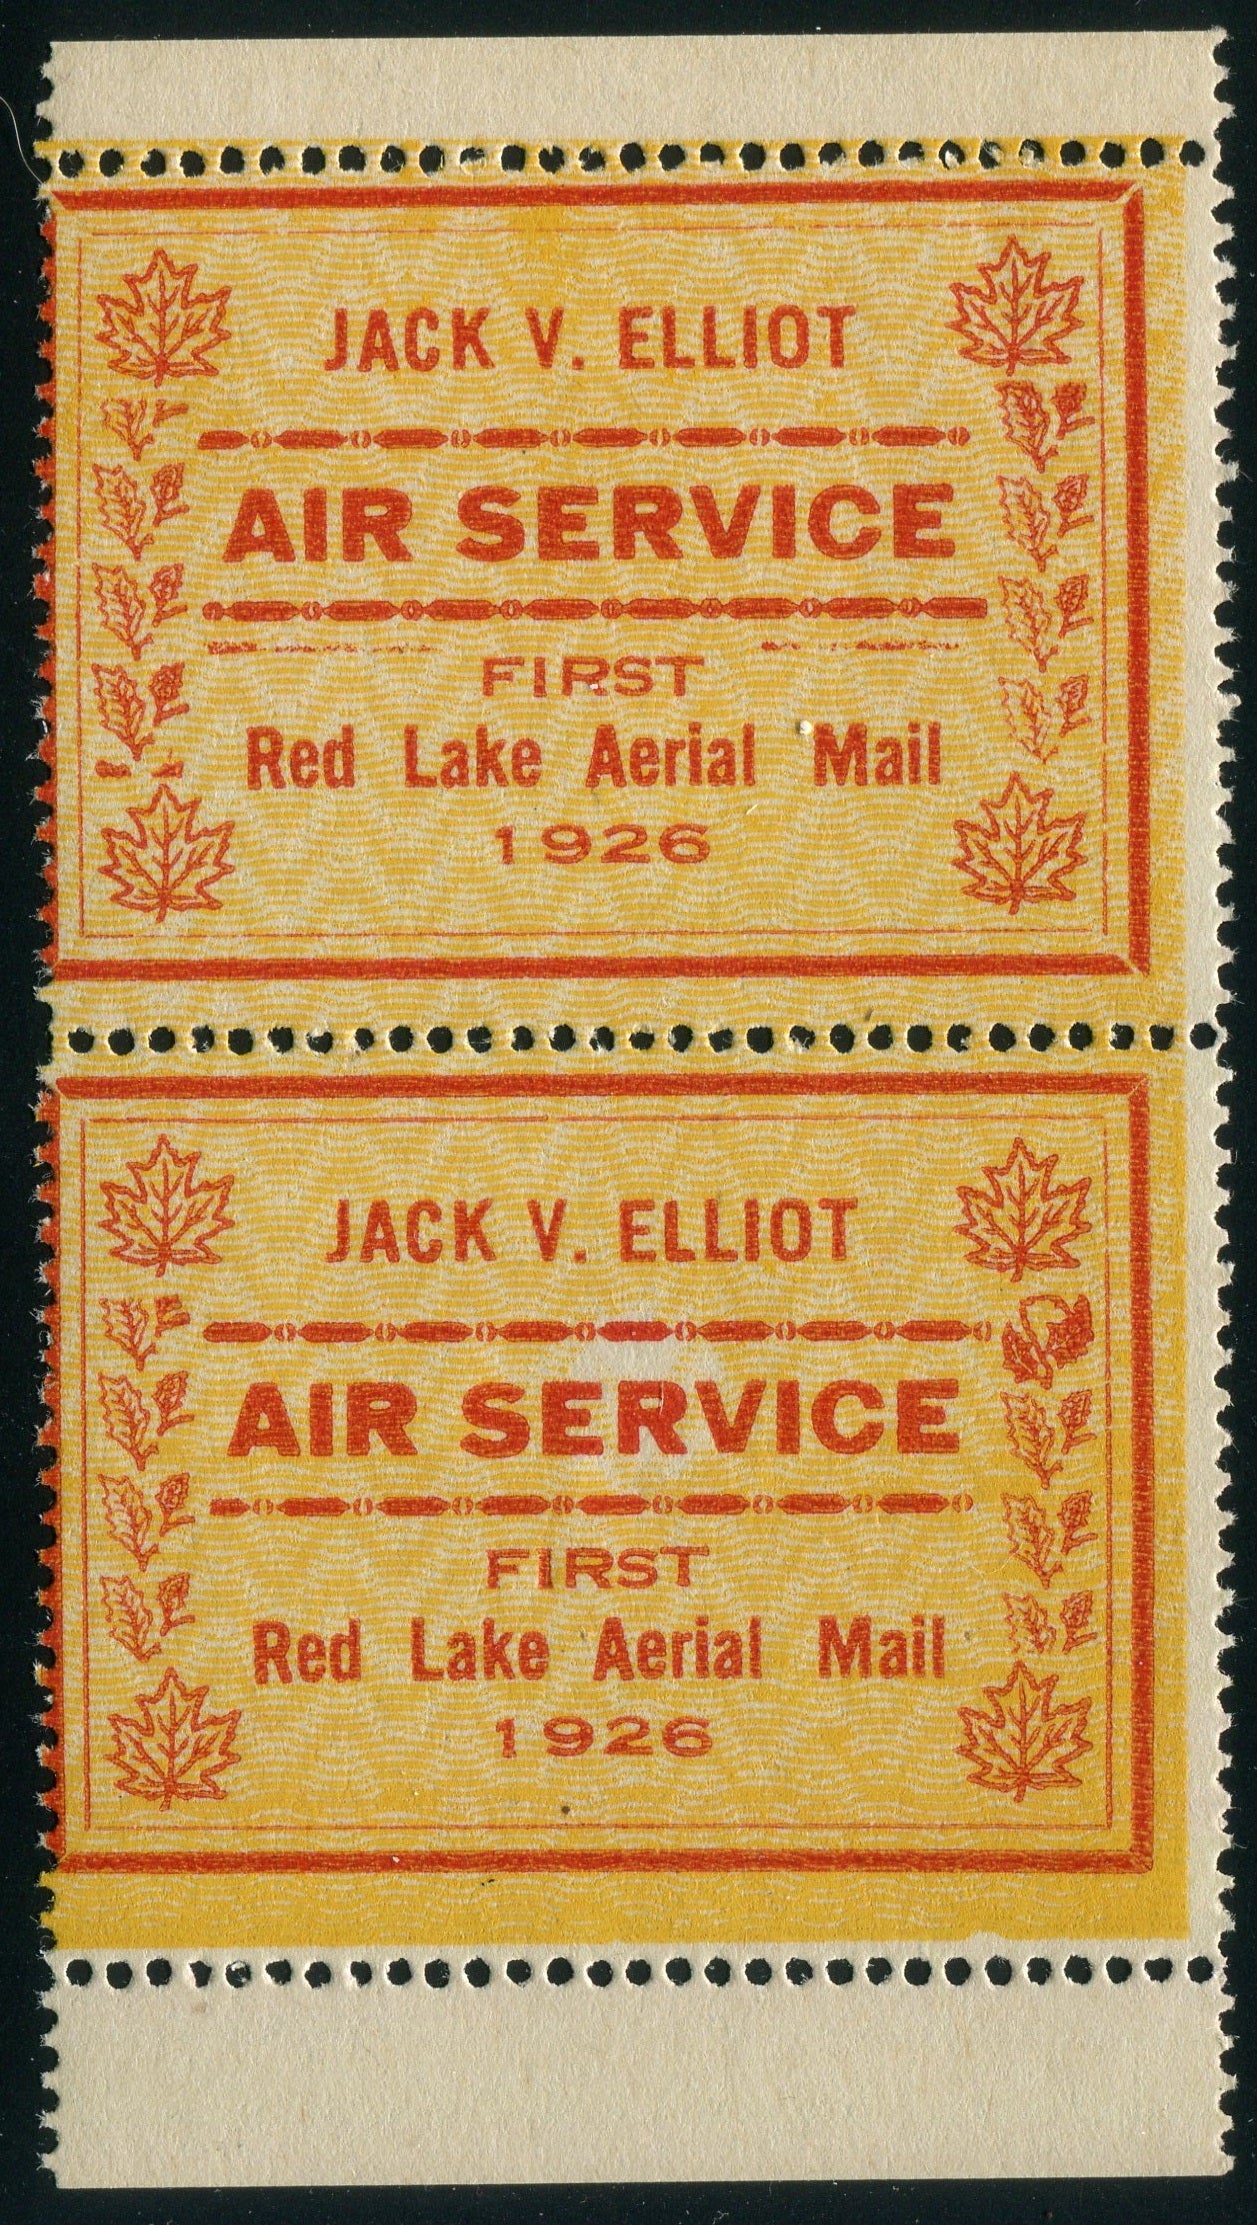 JACK V. ELLIOT
AIR SERVICE
FIRST
Red Lake Aerial Mail
1926
JACK V. ELLIOT
AIR SERVICE
FIRST
Red Lake Aerial Mail
1926